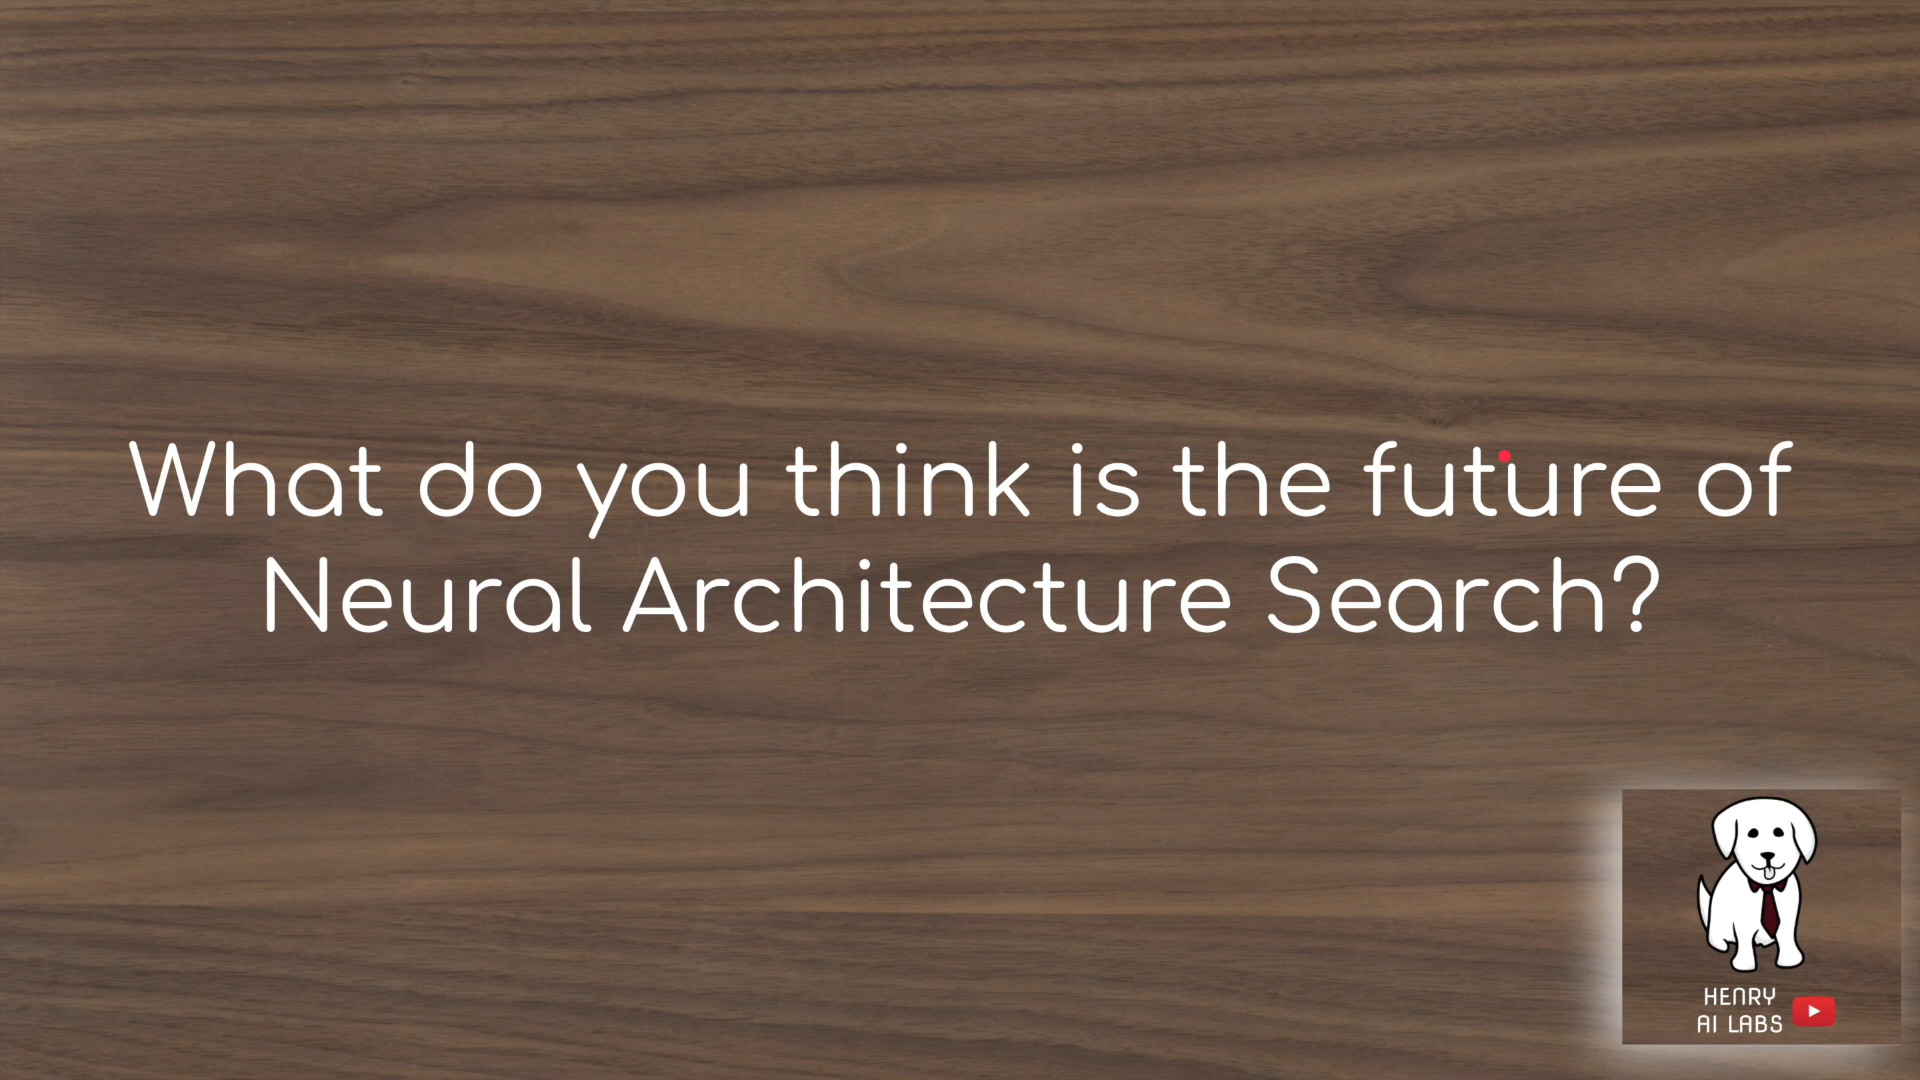 What do you think is the future of
Neural Architecture Search?
HENRY
AI LABS